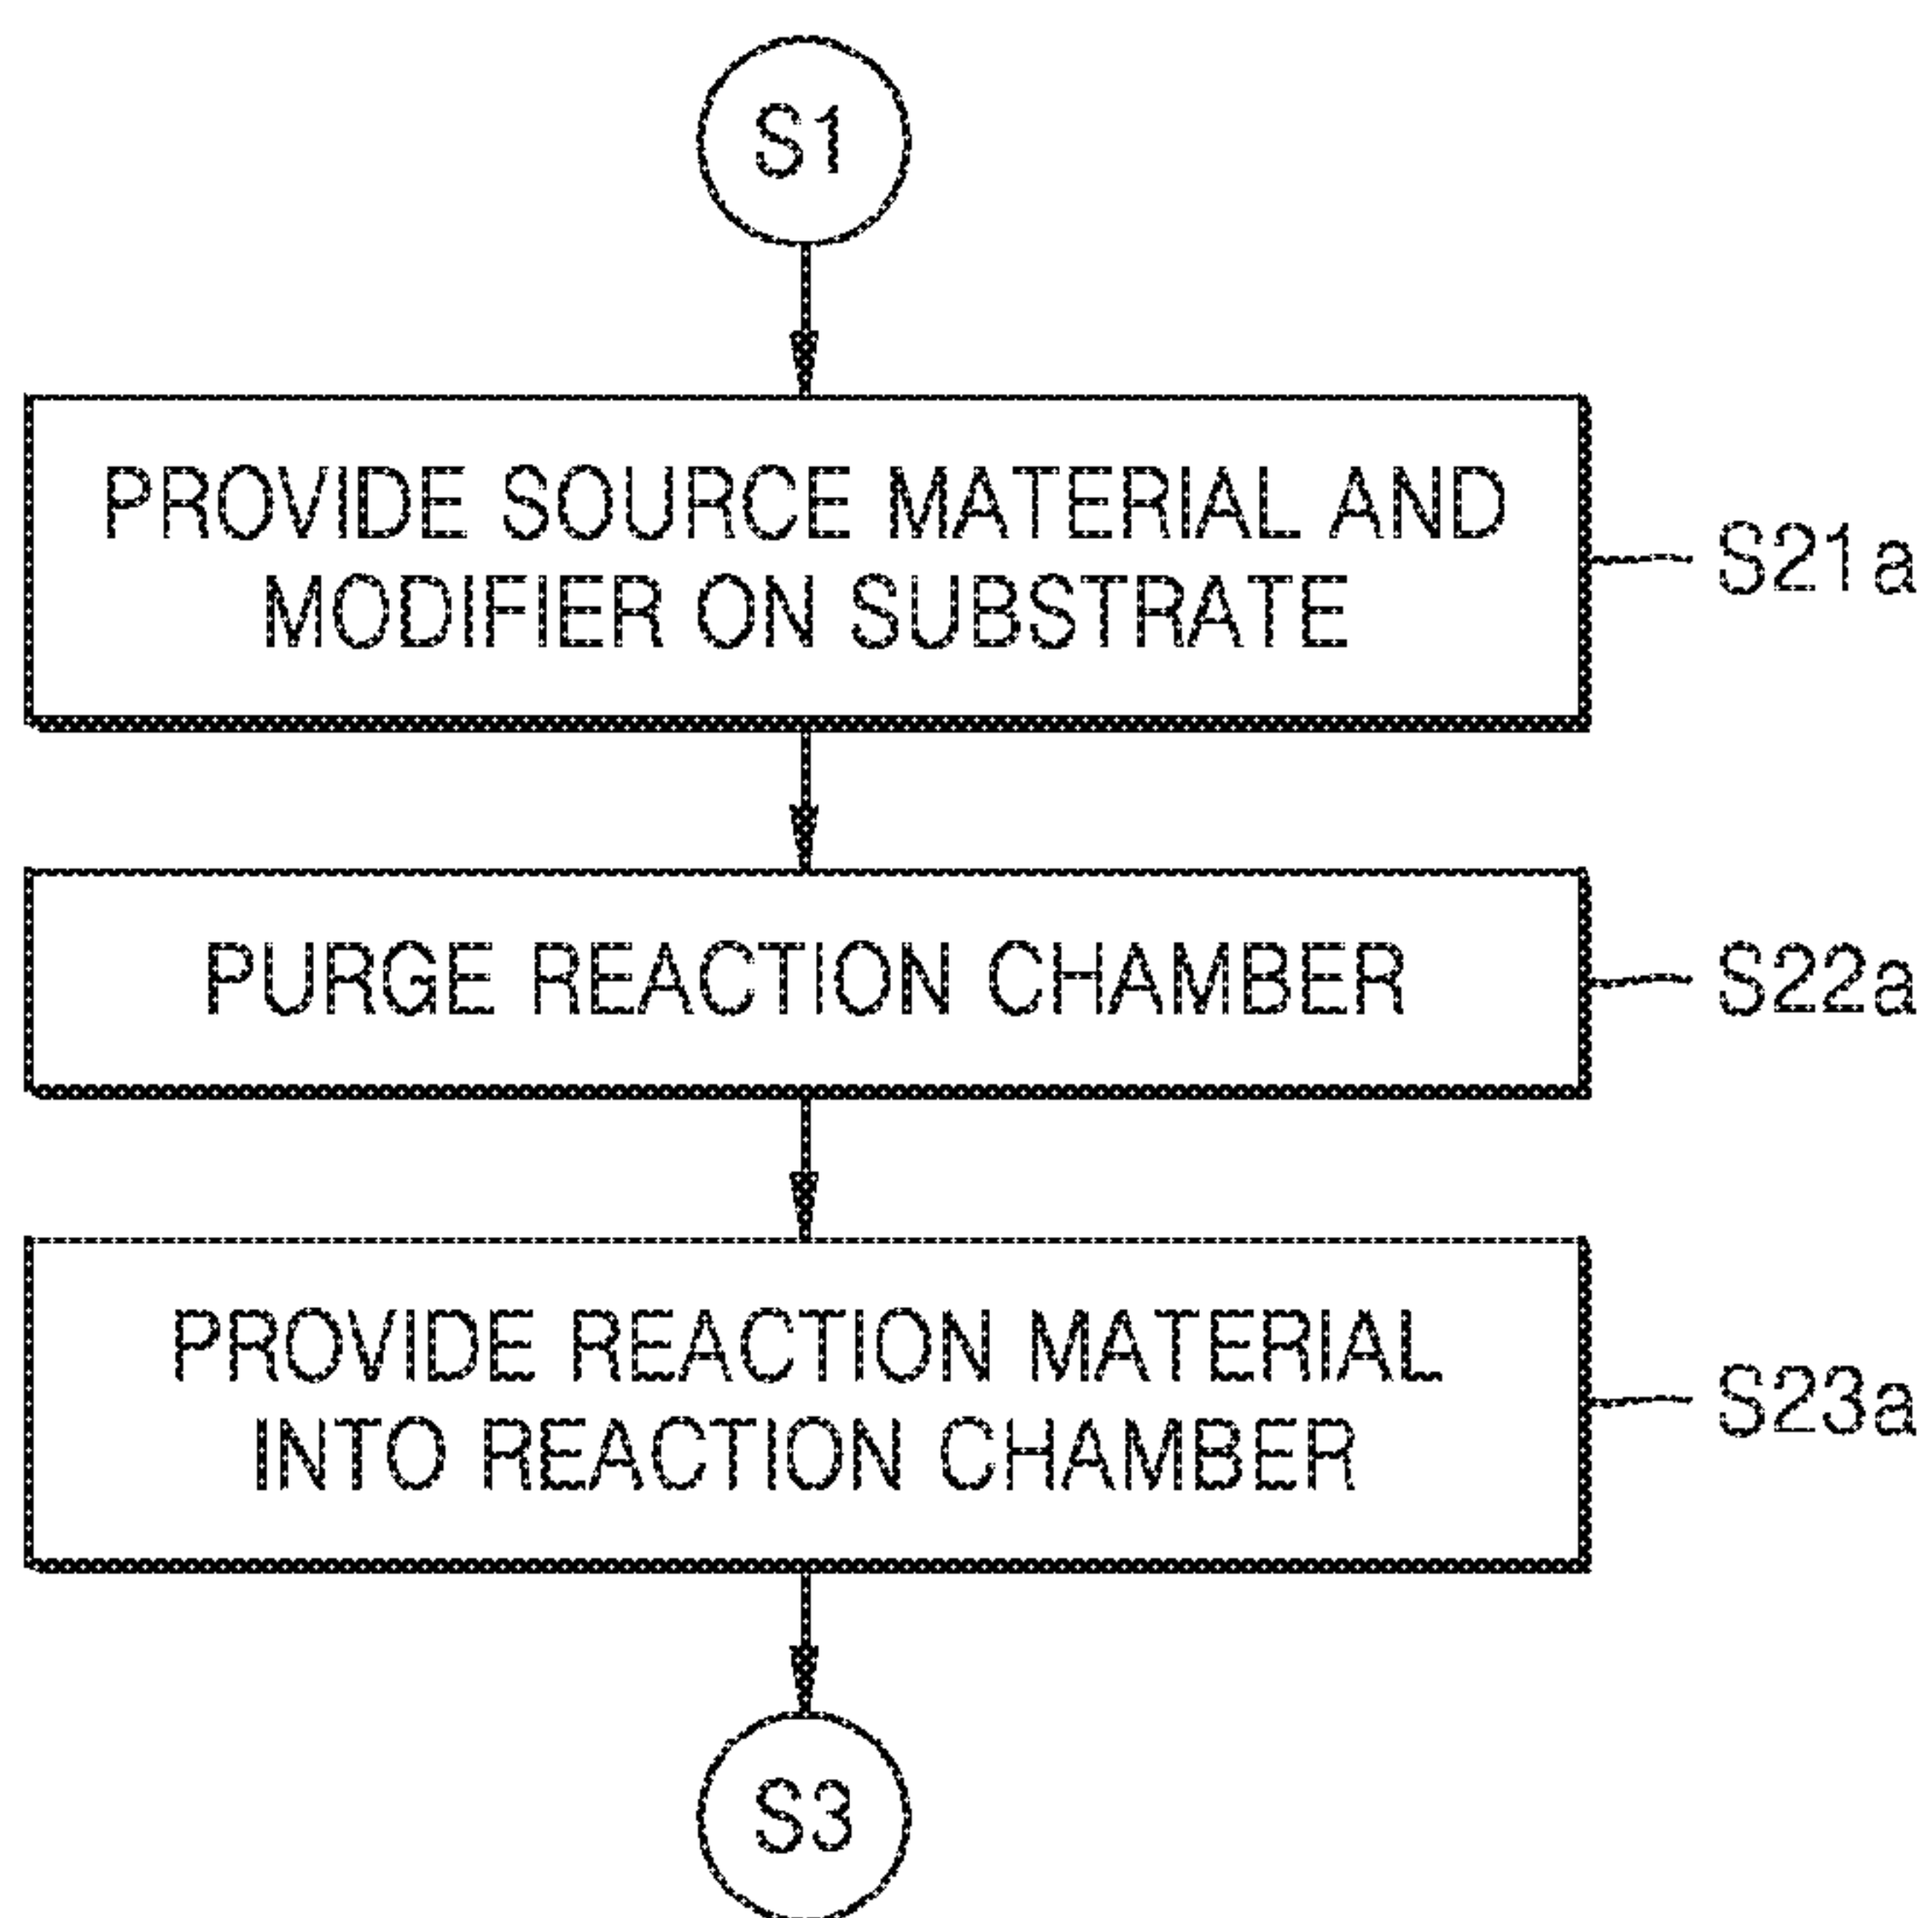 S1
PROVIDE SOURCE MATERIAL AND
MODIFIER ON SUBSTRATE
S21a
PURGE REACTION CHAMBER
S22a
PROVIDE REACTION MATERIAL
INTO REACTION CHAMBER
S23a
S3